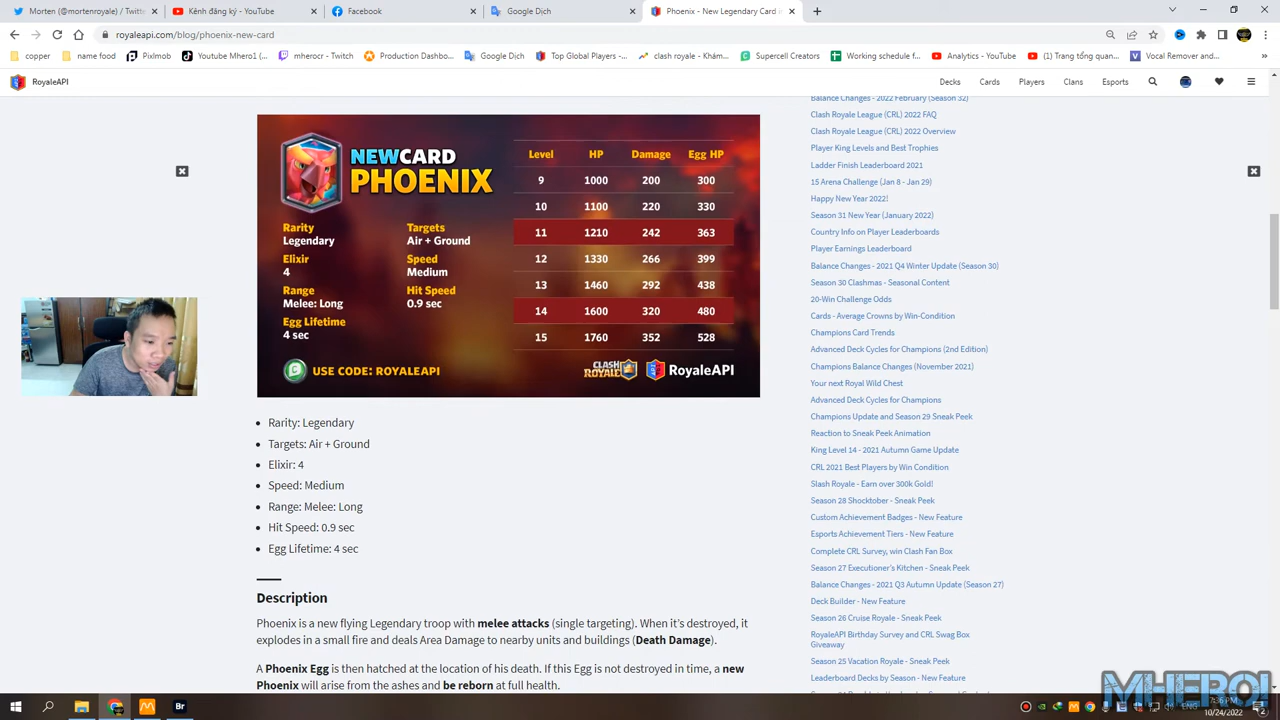 Morten (@ / Twitte
Kênh đăng ký - YouTube
Facebook
Google Dịch
Phoenix - New Legendary Card in
royaleapi.com/blog/phoenix-new-card
copper
name food
Pixmob
Youtube Mhero1 (...
mherocr - Twitch
Production Dashbo...
Google Dịch
Top Global Players -...
clash royale - Khám...
Supercell Creators
Working schedule f...
Analytics - YouTube
(1) Trang tổng quan...
Vocal Remover and...
»
RoyaleAPI
Decks
Cards
Players
Clans
Esports
NEWCARD
PHOENIX
Rarity
Legendary
Targets
Air + Ground
Elixir
4
Speed
Medium
Range
Melee: Long
Hit Speed
0.9 sec
Egg Lifetime
4 sec
USE CODE: ROYALEAPI
Level HP Damage Egg HP
9 1000 200 300
10 1100 220 330
11 1210 242 363
12 1330 266 399
13 1460 292 438
14 1600 320 480
15 1760 352 528
CLASH ROYALE
RoyaleAPI
• Rarity: Legendary
• Targets: Air + Ground
• Elixir: 4
• Speed: Medium
• Range: Melee: Long
• Hit Speed: 0.9 sec
• Egg Lifetime: 4 sec
Description
Phoenix is a new flying Legendary troop with melee attacks (single targeting). When it's destroyed, it
explodes in a small fire and deals Area Damage to nearby units and buildings (Death Damage).
A Phoenix Egg is then hatched at the location of his death. If this Egg is not destroyed in time, a new
Phoenix will arise from the ashes and be reborn at full health.
Balance Changes - 2022 February (Season 32)
Clash Royale League (CRL) 2022 FAQ
Clash Royale League (CRL) 2022 Overview
Player King Levels and Best Trophies
Ladder Finish Leaderboard 2021
15 Arena Challenge (Jan 8 - Jan 29)
Happy New Year 2022!
Season 31 New Year (January 2022)
Country Info on Player Leaderboards
Player Earnings Leaderboard
Balance Changes - 2021 Q4 Winter Update (Season 30)
Season 30 Clashmas - Seasonal Content
20-Win Challenge Odds
Cards - Average Crowns by Win-Condition
Champions Card Trends
Advanced Deck Cycles for Champions (2nd Edition)
Champions Balance Changes (November 2021)
Your next Royal Wild Chest
Advanced Deck Cycles for Champions
Champions Update and Season 29 Sneak Peek
Reaction to Sneak Peek Animation
King Level 14 - 2021 Autumn Game Update
CRL 2021 Best Players by Win Condition
Slash Royale - Earn over 300k Gold!
Season 28 Shocktober - Sneak Peek
Custom Achievement Badges - New Feature
Esports Achievement Tiers - New Feature
Complete CRL Survey, win Clash Fan Box
Season 27 Executioner's Kitchen - Sneak Peek
Balance Changes - 2021 Q3 Autumn Update (Season 27)
Deck Builder - New Feature
Season 26 Cruise Royale - Sneak Peek
RoyaleAPI Birthday Survey and CRL Swag Box
Giveaway
Season 25 Vacation Royale - Sneak Peek
Leaderboard Decks by Season - New Feature
MHERO1
Br
ENG
7:36 PM
10/24/2022
2